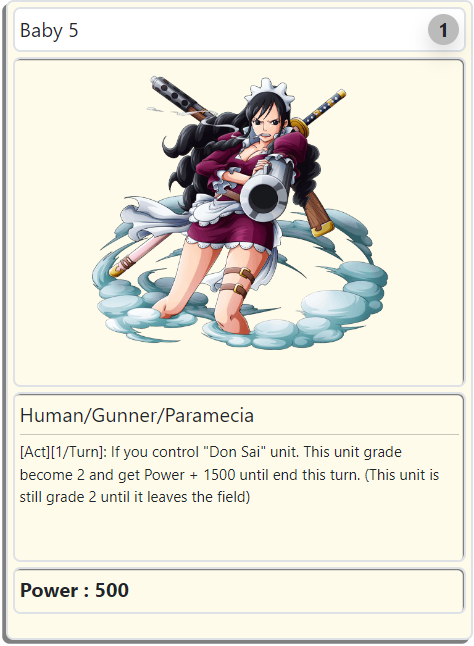 Baby 5
1
Human/Gunner/Paramecia
[Act][1/Turn]: If you control "Don Sai" unit. This unit grade
become 2 and get Power + 1500 until end this turn. (This unit is
still grade 2 until it leaves the field)
Power : 500